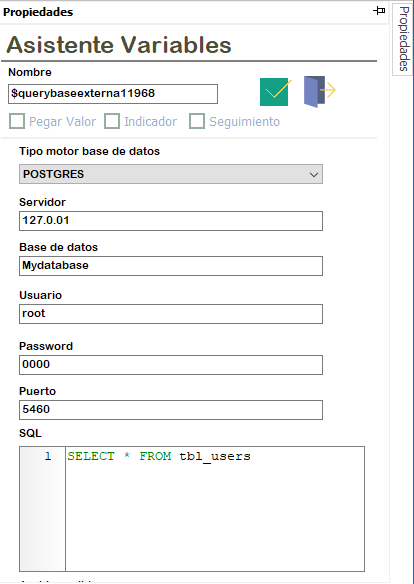 Propiedades
Propiedades
Asistente Variables
Nombre
$querybaseexterna11968
Pegar Valor Indicador Seguimiento
Tipo motor base de datos
POSTGRES
Servidor
127.0.01
Base de datos
Mydatabase
Usuario
root
Password
0000
Puerto
5460
SQL
1 SELECT * FROM tbl_users